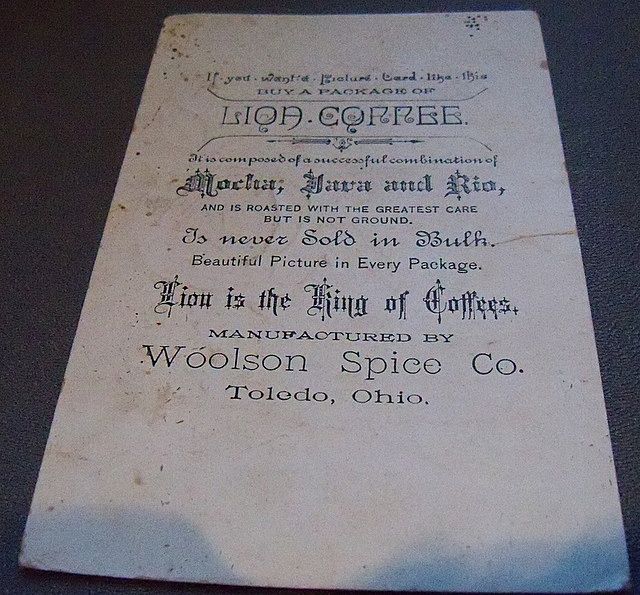 If you want a Picture Card like this
BUY A PACKAGE OF
LION COFFEE.
It is composed of a successful combination of
Mocha, Java and Rio,
AND IS ROASTED WITH THE GREATEST CARE
BUT IS NOT GROUND.
Is never Sold in Bulk.
Beautiful Picture in Every Package.
Lion is the King of Coffees.
MANUFACTURED BY
Woolson Spice Co.
Toledo, Ohio.